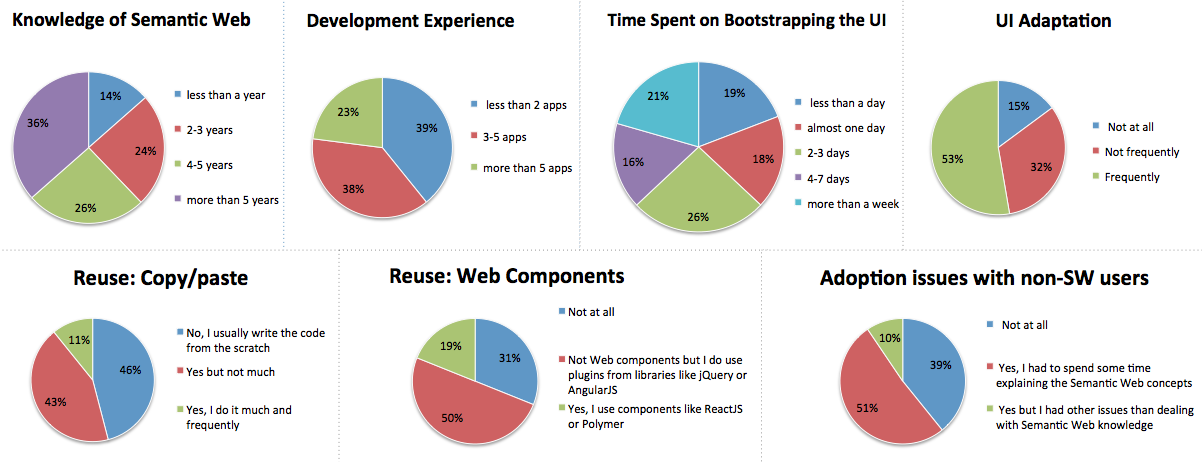 Knowledge of Semantic Web
14%
24%
26%
36%
less than a year
2-3 years
4-5 years
more than 5 years
Development Experience
39%
38%
23%
less than 2 apps
3-5 apps
more than 5 apps
Time Spent on Bootstrapping the UI
19%
18%
26%
16%
21%
less than a day
almost one day
2-3 days
4-7 days
more than a week
UI Adaptation
15%
32%
53%
Not at all
Not frequently
Frequently
Reuse: Copy/paste
46%
43%
11%
No, I usually write the code
from the scratch
Yes but not much
Yes, I do it much and
frequently
Reuse: Web Components
31%
50%
19%
Not at all
Not Web components but I do use
plugins from libraries like jQuery or
AngularJS
Yes, I use components like ReactJS
or Polymer
Adoption issues with non-SW users
39%
51%
10%
Not at all
Yes, I had to spend some time
explaining the Semantic Web concepts
Yes but I had other issues than dealing
with Semantic Web knowledge